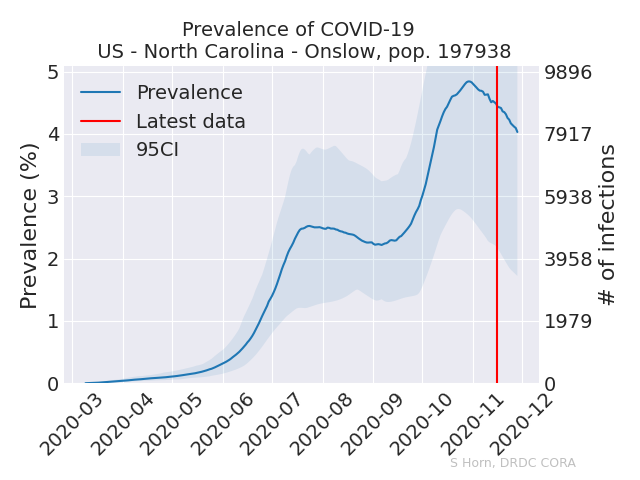 Prevalence of COVID-19
US - North Carolina - Onslow, pop. 197938
Prevalence
Latest data
95CI
Prevalence (%)
5
4
3
2
1
0
9896
7917
5938
3958
1979
0
# of infections
2020-03
2020-04
2020-05
2020-06
2020-07
2020-08
2020-09
2020-10
2020-11
2020-12
S Horn, DRDC CORA